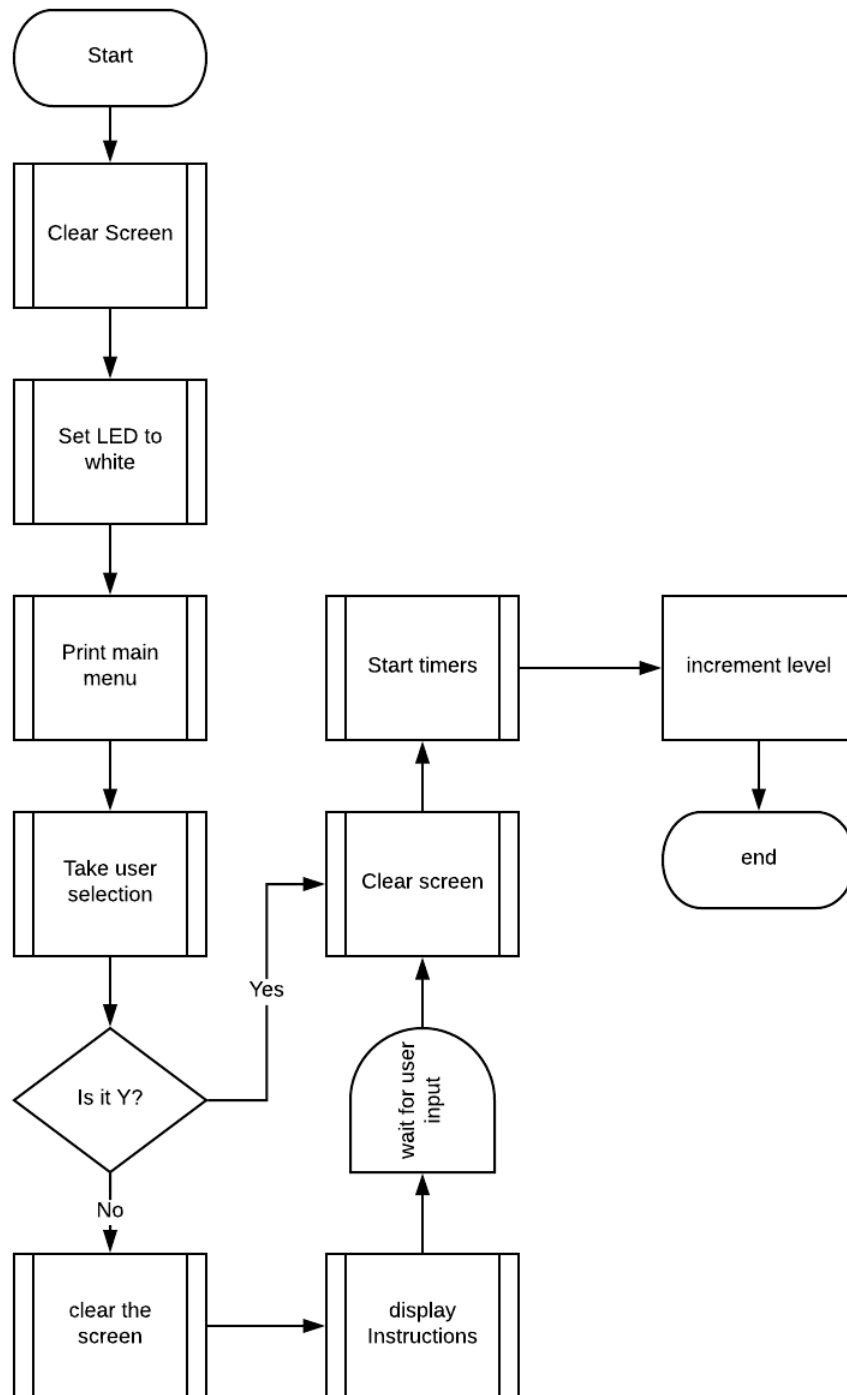 Start
Clear Screen
Set LED to
white
Print main
menu
Take user
selection
Is it Y?
Yes
No
clear the
screen
display
Instructions
wait for user
input
Clear screen
Start timers
increment level
end